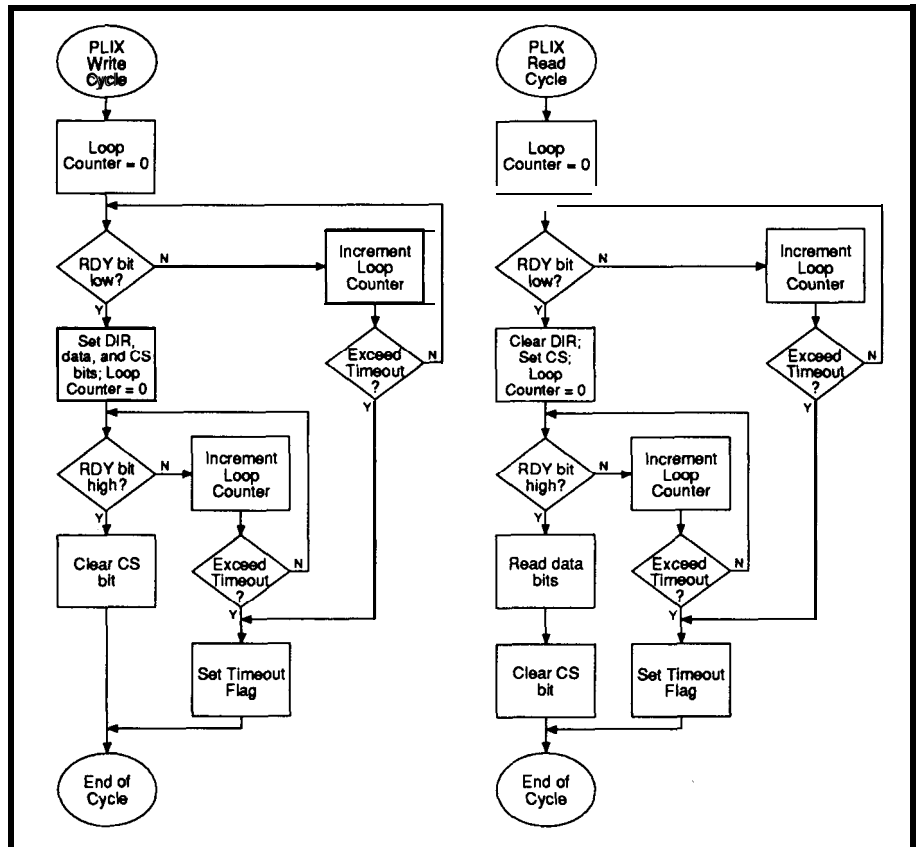 PLIX
Write
Cycle
Loop
Counter = 0
RDY bit
low?
N
Y
Increment
Loop
Counter
Exceed
Timeout
?
N
Y
Set DIR,
data, and CS
bits; Loop
Counter = 0
RDY bit
high?
N
Y
Increment
Loop
Counter
Exceed
Timeout
?
N
Y
Clear CS
bit
Set Timeout
Flag
End of
Cycle
PLIX
Read
Cycle
Loop
Counter = 0
RDY bit
low?
N
Y
Increment
Loop
Counter
Exceed
Timeout
?
N
Y
Clear DIR;
Set CS;
Loop
Counter = 0
RDY bit
high?
N
Y
Increment
Loop
Counter
Exceed
Timeout
?
N
Y
Read data
bits
Clear CS
bit
Set Timeout
Flag
End of
Cycle